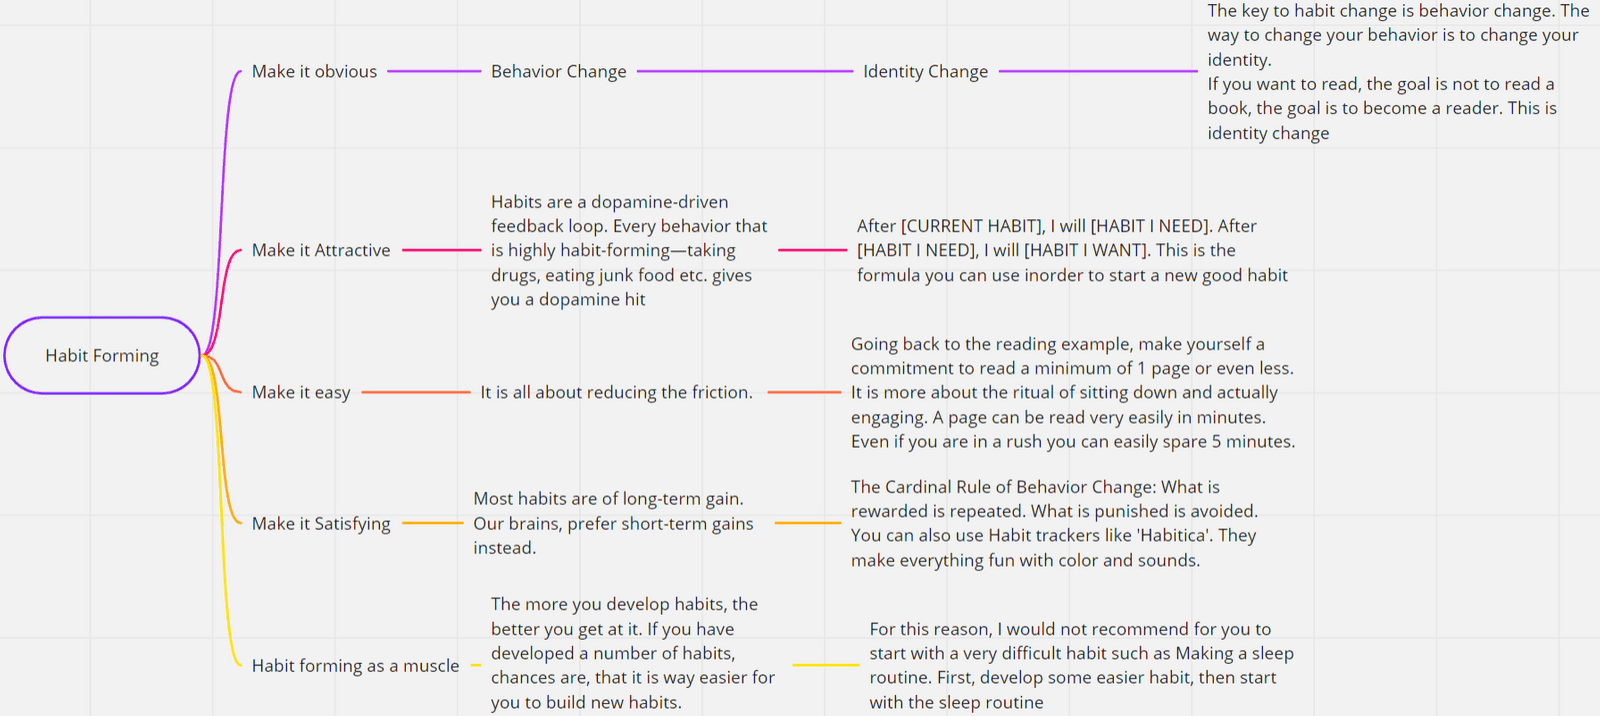 Habit Forming
Make it obvious
Behavior Change
Identity Change
The key to habit change is behavior change. The
way to change your behavior is to change your
identity.
If you want to read, the goal is not to read a
book, the goal is to become a reader. This is
identity change
Make it Attractive
Habits are a dopamine-driven
feedback loop. Every behavior that
is highly habit-forming—taking
drugs, eating junk food etc. gives
you a dopamine hit
After [CURRENT HABIT], I will [HABIT I NEED]. After
[HABIT I NEED], I will [HABIT I WANT]. This is the
formula you can use inorder to start a new good habit
Make it easy
It is all about reducing the friction.
Going back to the reading example, make yourself a
commitment to read a minimum of 1 page or even less.
It is more about the ritual of sitting down and actually
engaging. A page can be read very easily in minutes.
Even if you are in a rush you can easily spare 5 minutes.
Make it Satisfying
Most habits are of long-term gain.
Our brains, prefer short-term gains
instead.
The Cardinal Rule of Behavior Change: What is
rewarded is repeated. What is punished is avoided.
You can also use Habit trackers like 'Habitica'. They
make everything fun with color and sounds.
Habit forming as a muscle
The more you develop habits, the
better you get at it. If you have
developed a number of habits,
chances are, that it is way easier for
you to build new habits.
For this reason, I would not recommend for you to
start with a very difficult habit such as Making a sleep
routine. First, develop some easier habit, then start
with the sleep routine